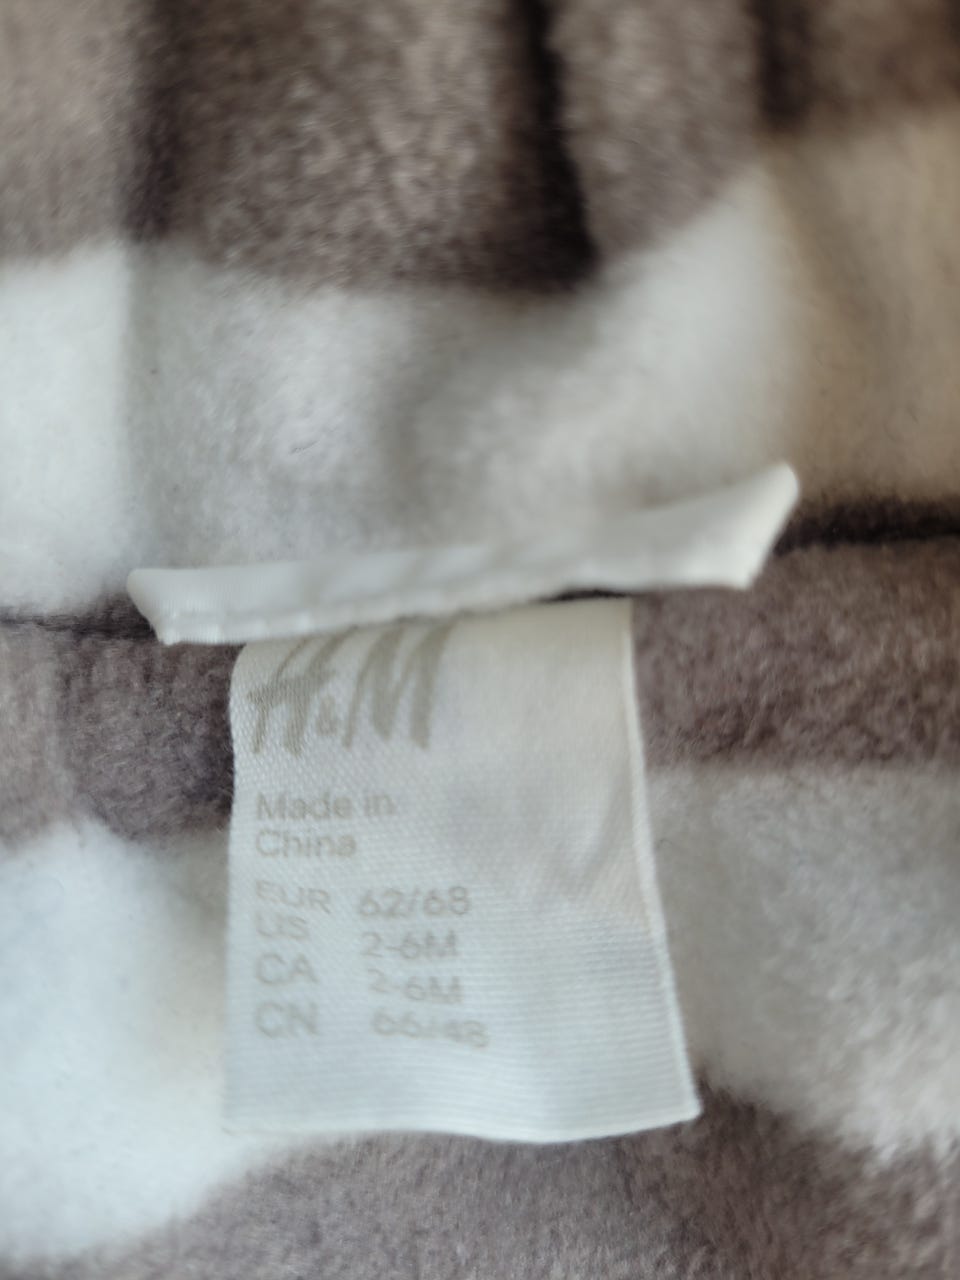 H&M
Made in
China
EUR 62/68
US 2-6M
CA 2-6M
CN 66/48